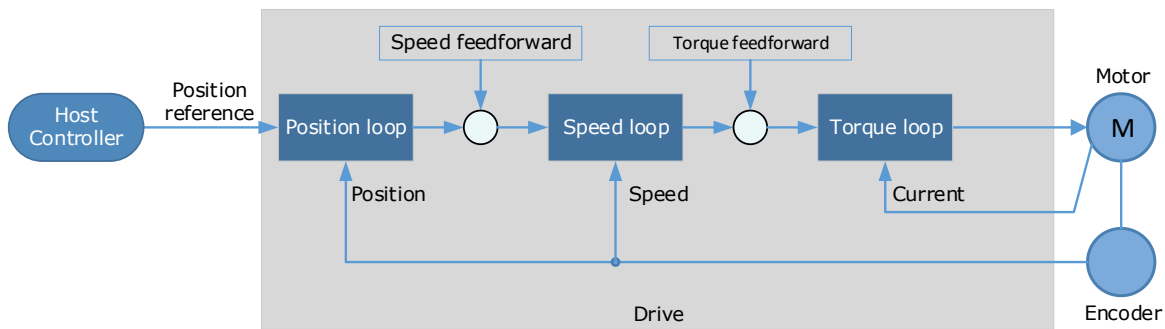 Speed feedforward
Torque feedforward
Position
reference
Motor
Host
Controller
Position loop
Speed loop
Torque loop
M
Position
Speed
Current
Drive
Encoder